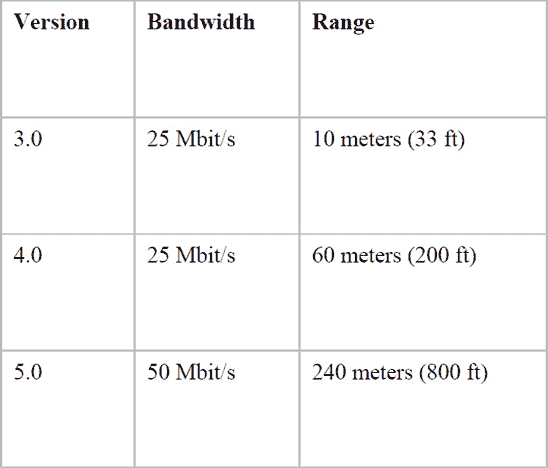 Version Bandwidth Range
3.0 25 Mbit/s 10 meters (33 ft)
4.0 25 Mbit/s 60 meters (200 ft)
5.0 50 Mbit/s 240 meters (800 ft)